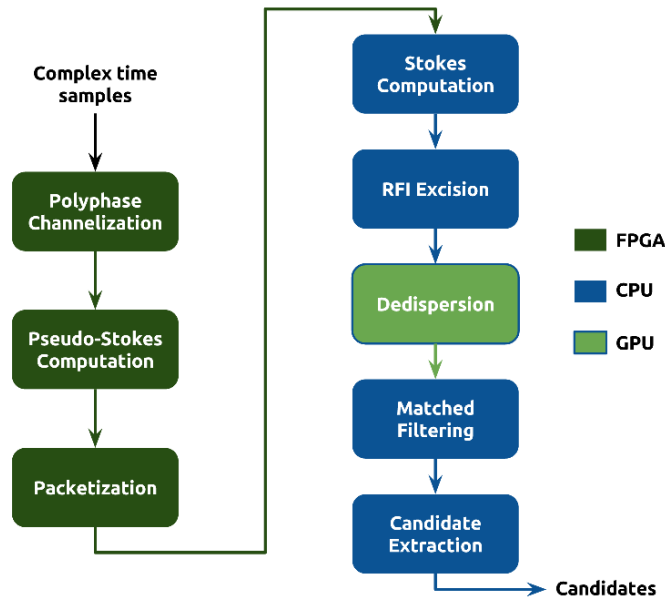 Complex time
samples
Polyphase
Channelization
Pseudo-Stokes
Computation
Packetization
Stokes
Computation
RFI Excision
Dedispersion
Matched
Filtering
Candidate
Extraction
Candidates
FPGA
CPU
GPU